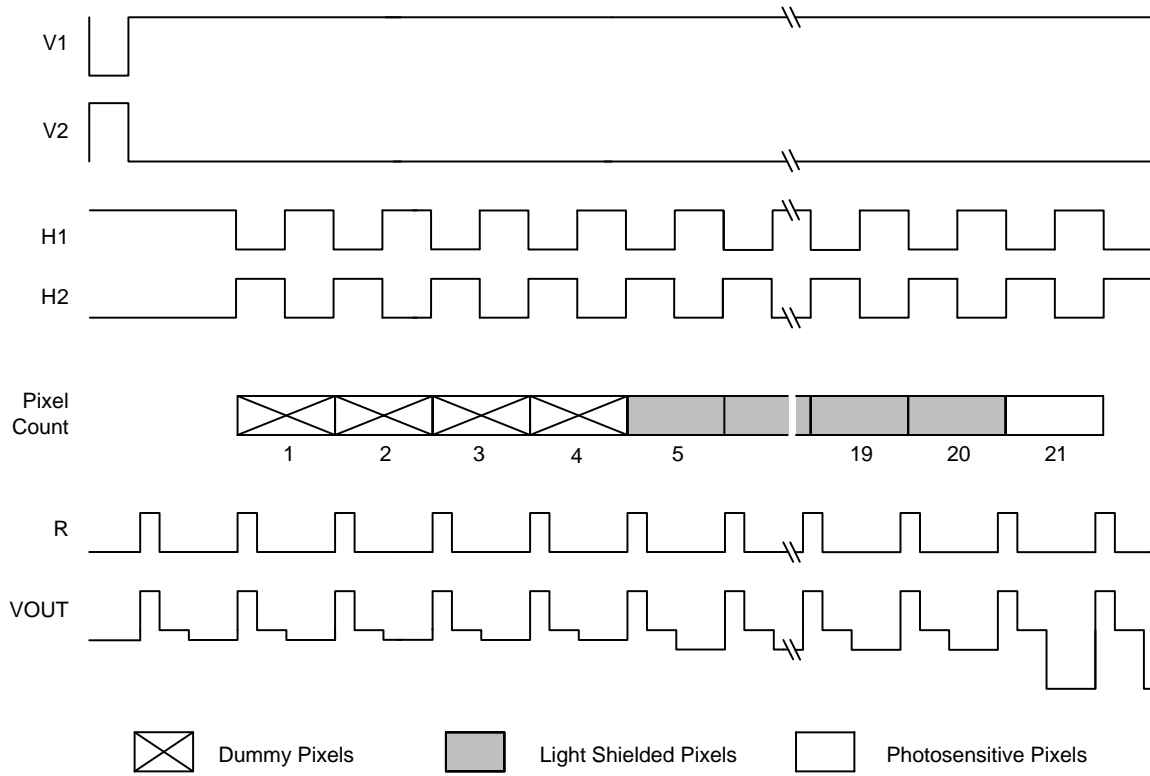 V1
V2
H1
H2
Pixel
Count
1 2 3 4 5 19 20 21
R
VOUT
Dummy Pixels Light Shielded Pixels Photosensitive Pixels